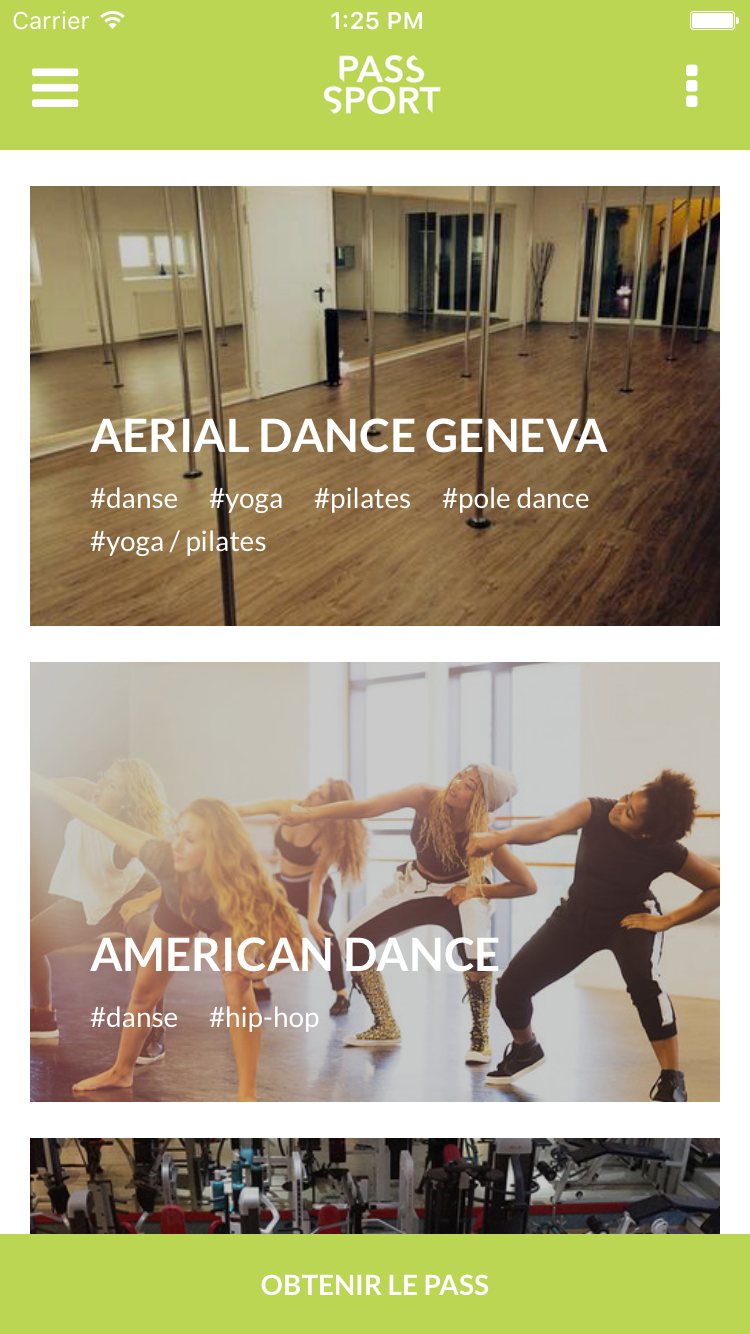 Carrier 1:25 PM
PASS
SPORT
AERIAL DANCE GENEVA
#danse #yoga #pilates #pole dance
#yoga / pilates
AMERICAN DANCE
#danse #hip-hop
OBTENIR LE PASS